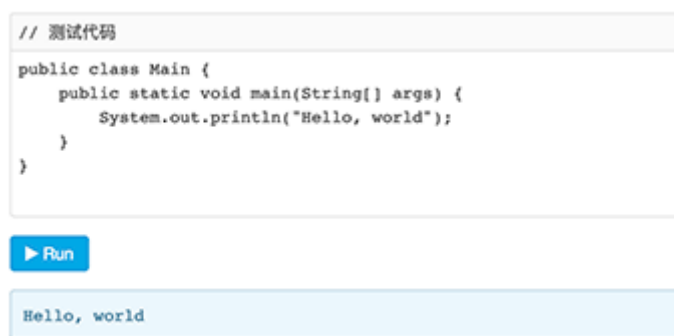 // 测试代码
public class Main {
    public static void main(String[] args) {
        System.out.println("Hello, world");
    }
}
Run
Hello, world